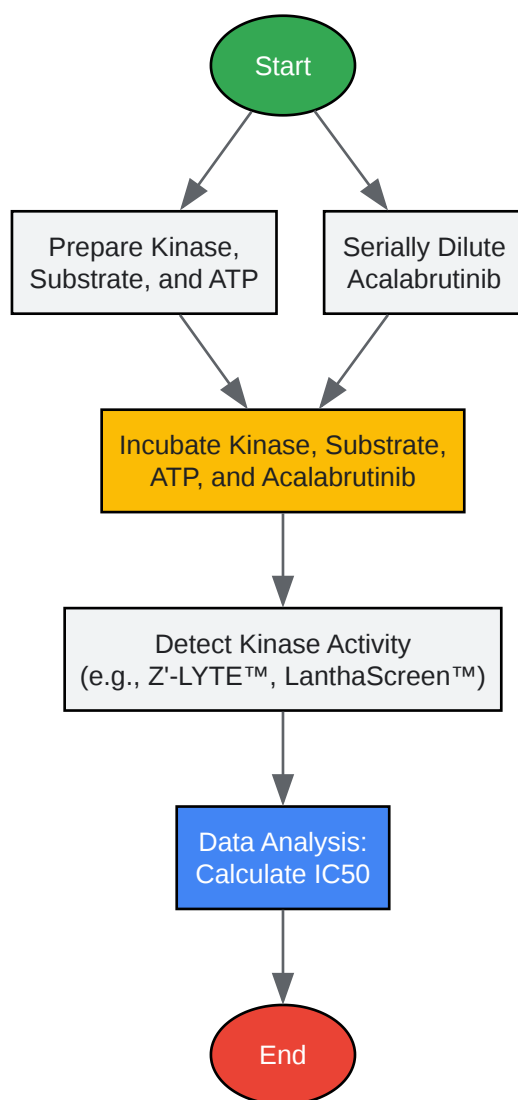 Start
Prepare Kinase,
Substrate, and ATP
Serially Dilute
Acalabrutinib
Incubate Kinase, Substrate,
ATP, and Acalabrutinib
Detect Kinase Activity
(e.g., Z'-LYTE™, LanthaScreen™)
Data Analysis:
Calculate IC50
End